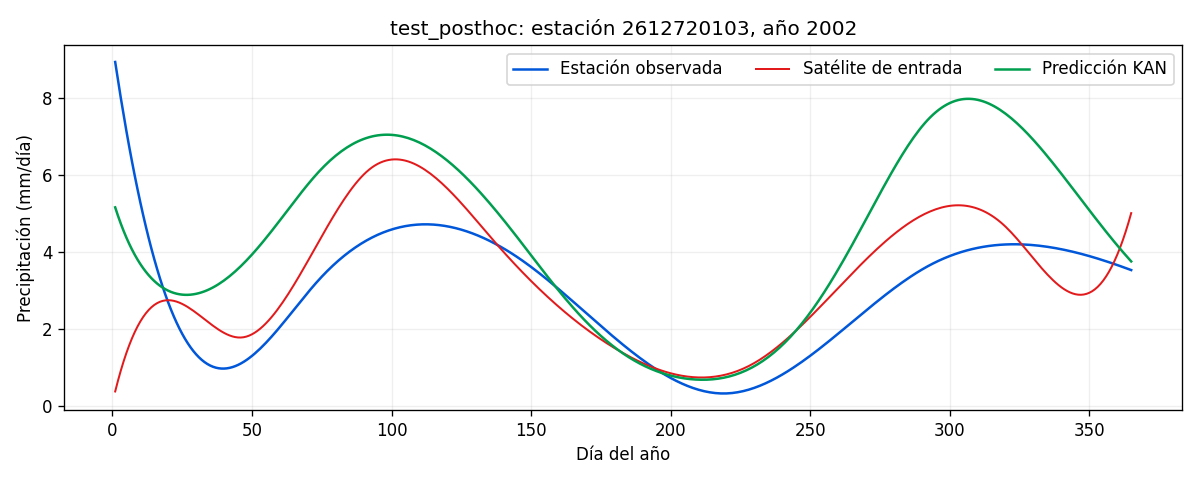 test_posthoc: estación 2612720103, año 2002
Estación observada Satélite de entrada Predicción KAN
Precipitación (mm/día)
8
6
4
2
0
0 50 100 150 200 250 300 350
Día del año